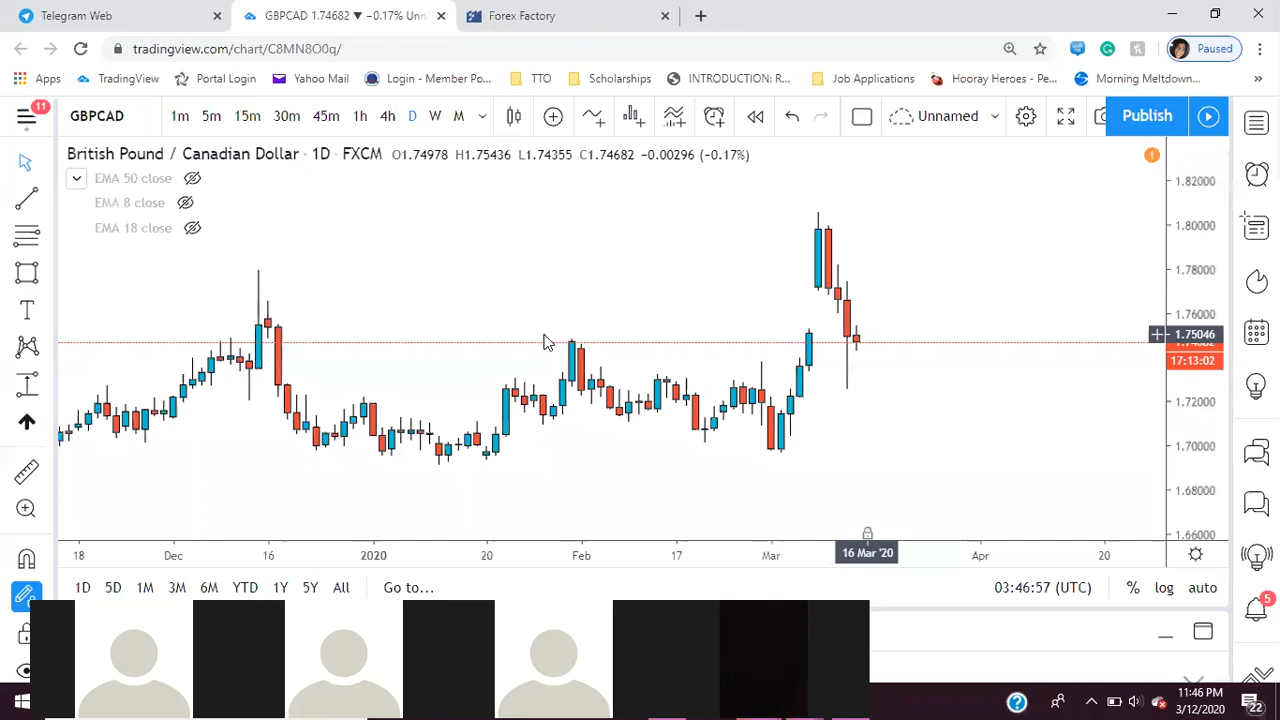 Telegram Web
GBPCAD 1.74682 ▼ −0.17% Unn
Forex Factory
tradingview.com/chart/C8MN8O0q/
Paused
Apps
TradingView
Portal Login
Yahoo Mail
Login - Member Po...
TTO
Scholarships
INTRODUCTION: R...
Job Applications
Hooray Heroes - Pe...
Morning Meltdown...
»
11
GBPCAD
1m
5m
15m
30m
45m
1h
4h
D
W
M
Unnamed
Publish
British Pound / Canadian Dollar · 1D · FXCM O1.74978 H1.75436 L1.74355 C1.74682 −0.00296 (−0.17%)
EMA 50 close
EMA 8 close
EMA 18 close
1.82000
1.80000
1.78000
1.76000
1.75046
17:13:02
1.72000
1.70000
1.68000
1.66000
18
Dec
16
2020
20
Feb
17
Mar
16 Mar '20
Apr
20
1D
5D
1M
3M
6M
YTD
1Y
5Y
All
Go to...
03:46:57 (UTC)
%
log
auto
5
11:46 PM
3/12/2020
22